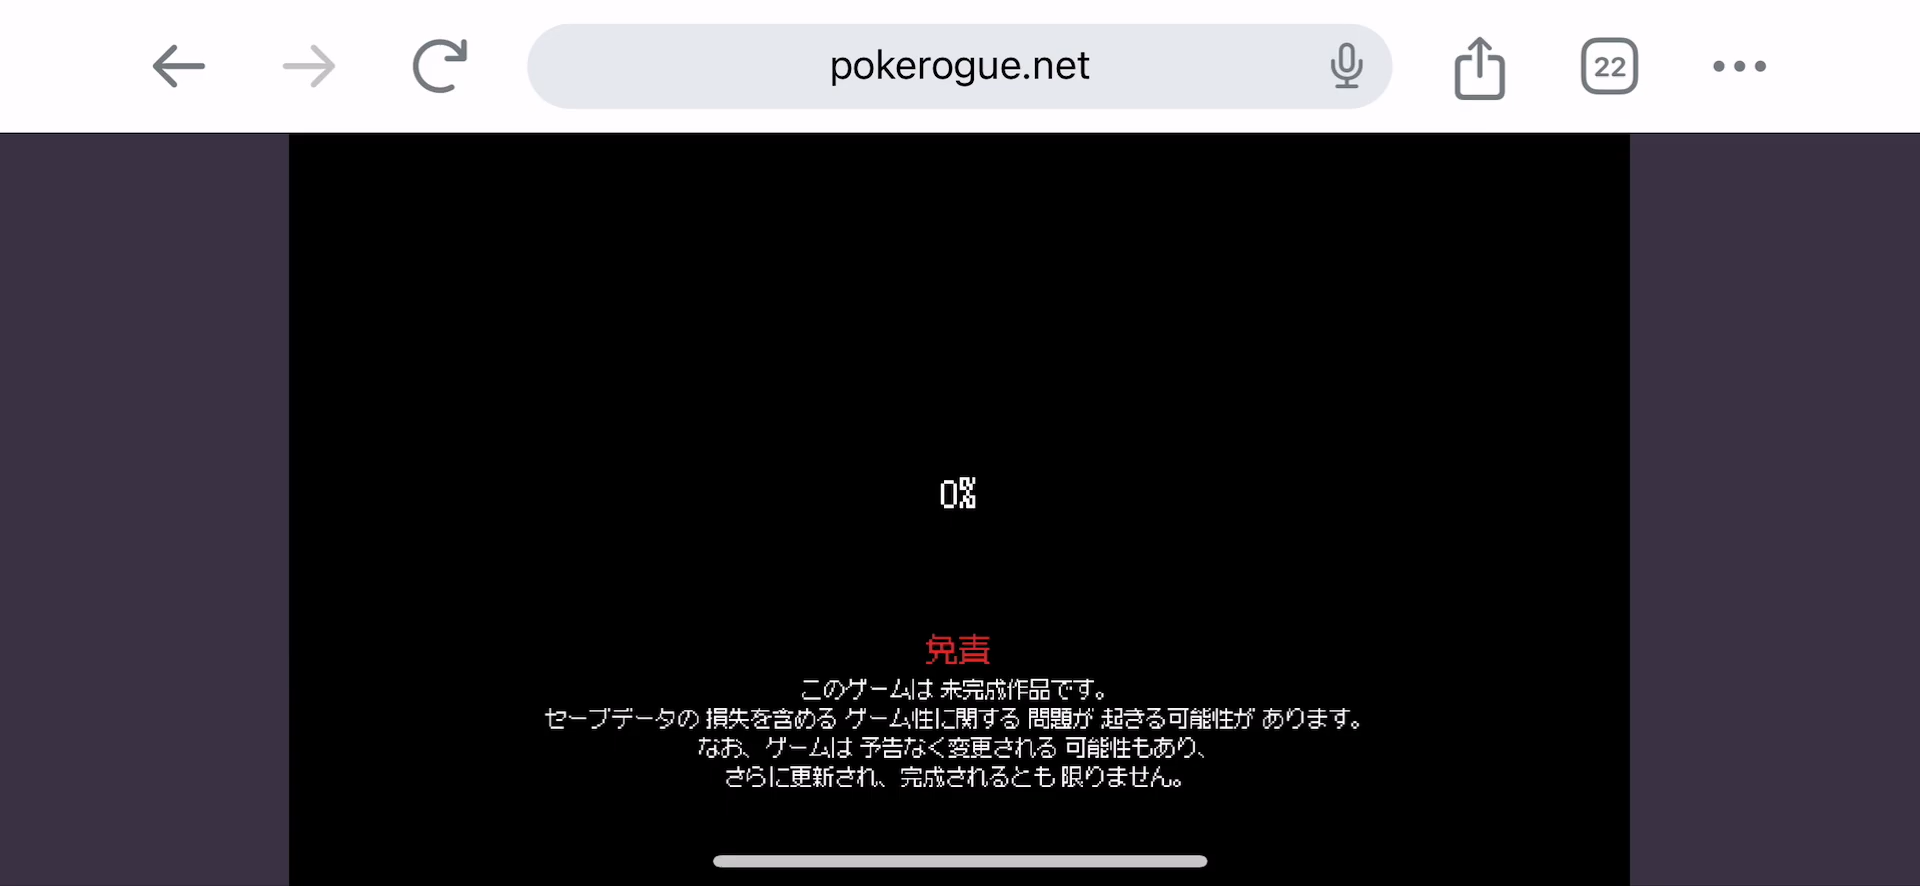 pokerogue.net
22
0%
免責
このゲームは 未完成作品です。
セーブデータの 損失を含める ゲーム性に関する 問題が 起きる可能性が あります。
なお、ゲームは 予告なく変更される 可能性もあり、
さらに更新され、完成されるとも 限りません。